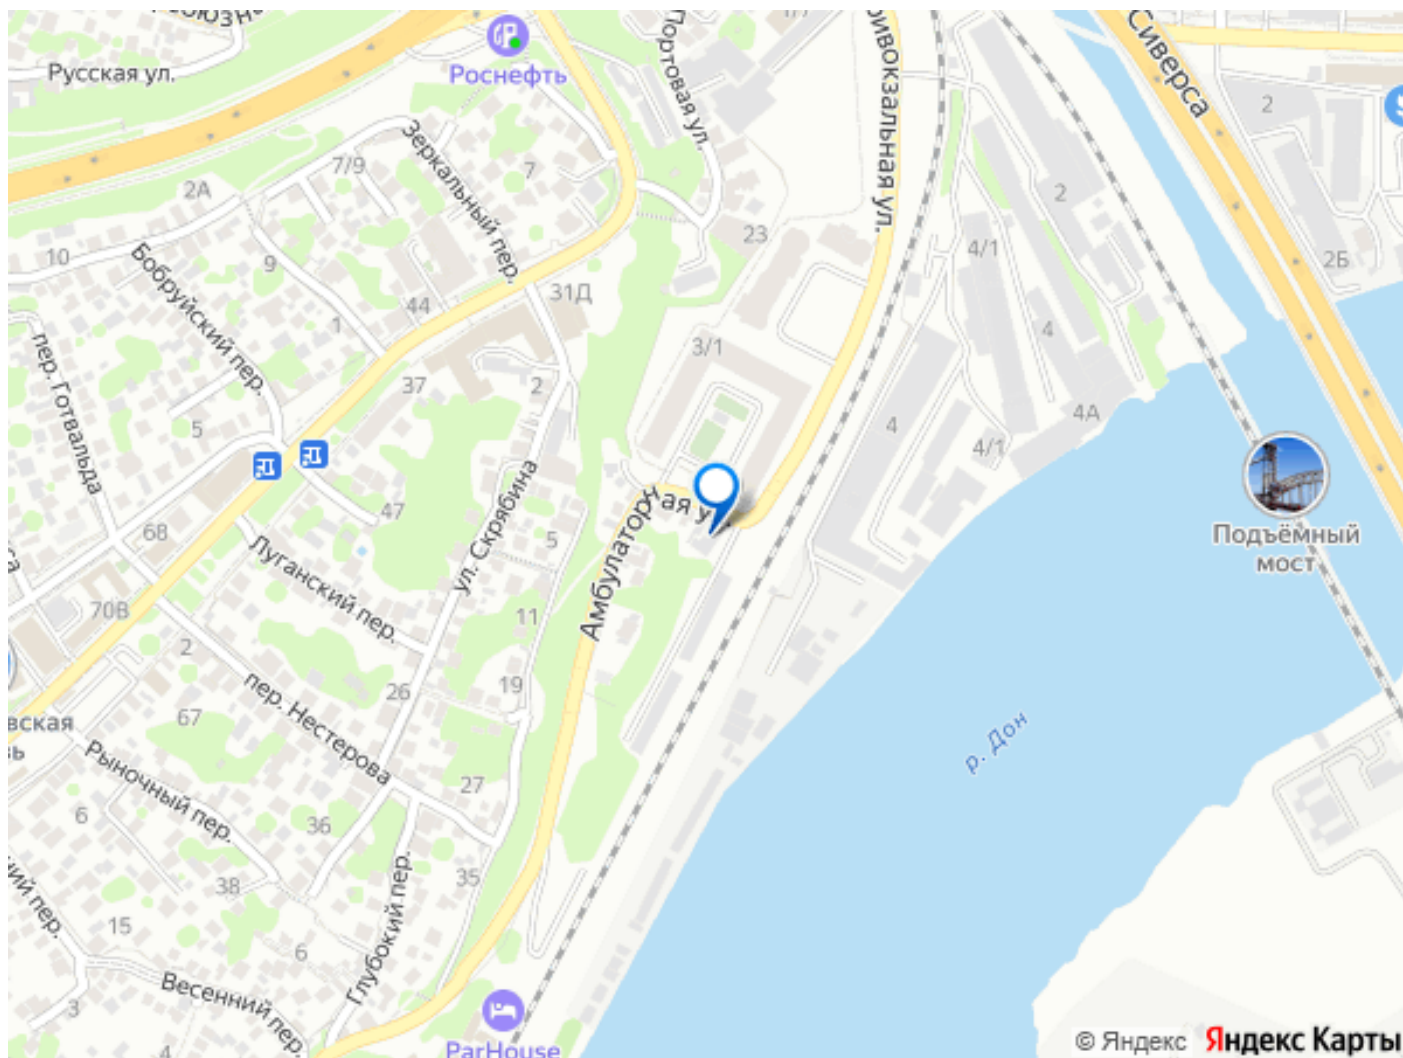 Русская ул.
Роснефть
Портовая ул.
Сиверса
2
7/9
Зеркальный пер.
7
2А
23
2
4/1
2Б
10
Бобруйский пер.
9
31Д
44
1
3/1
4
пер. Готвальда
37
2
4А
5
4
4/1
ул. Скрябина
47
Амбулаторная ул.
Подъёмный
мост
68
5
Луганский пер.
70В
11
2
26
19
пер. Нестерова
67
р. Дон
Рыночный пер.
27
6
36
35
38
Глубокий пер.
15
6
Весенний пер.
3
4
ParHouse
© Яндекс Яндекс Карты